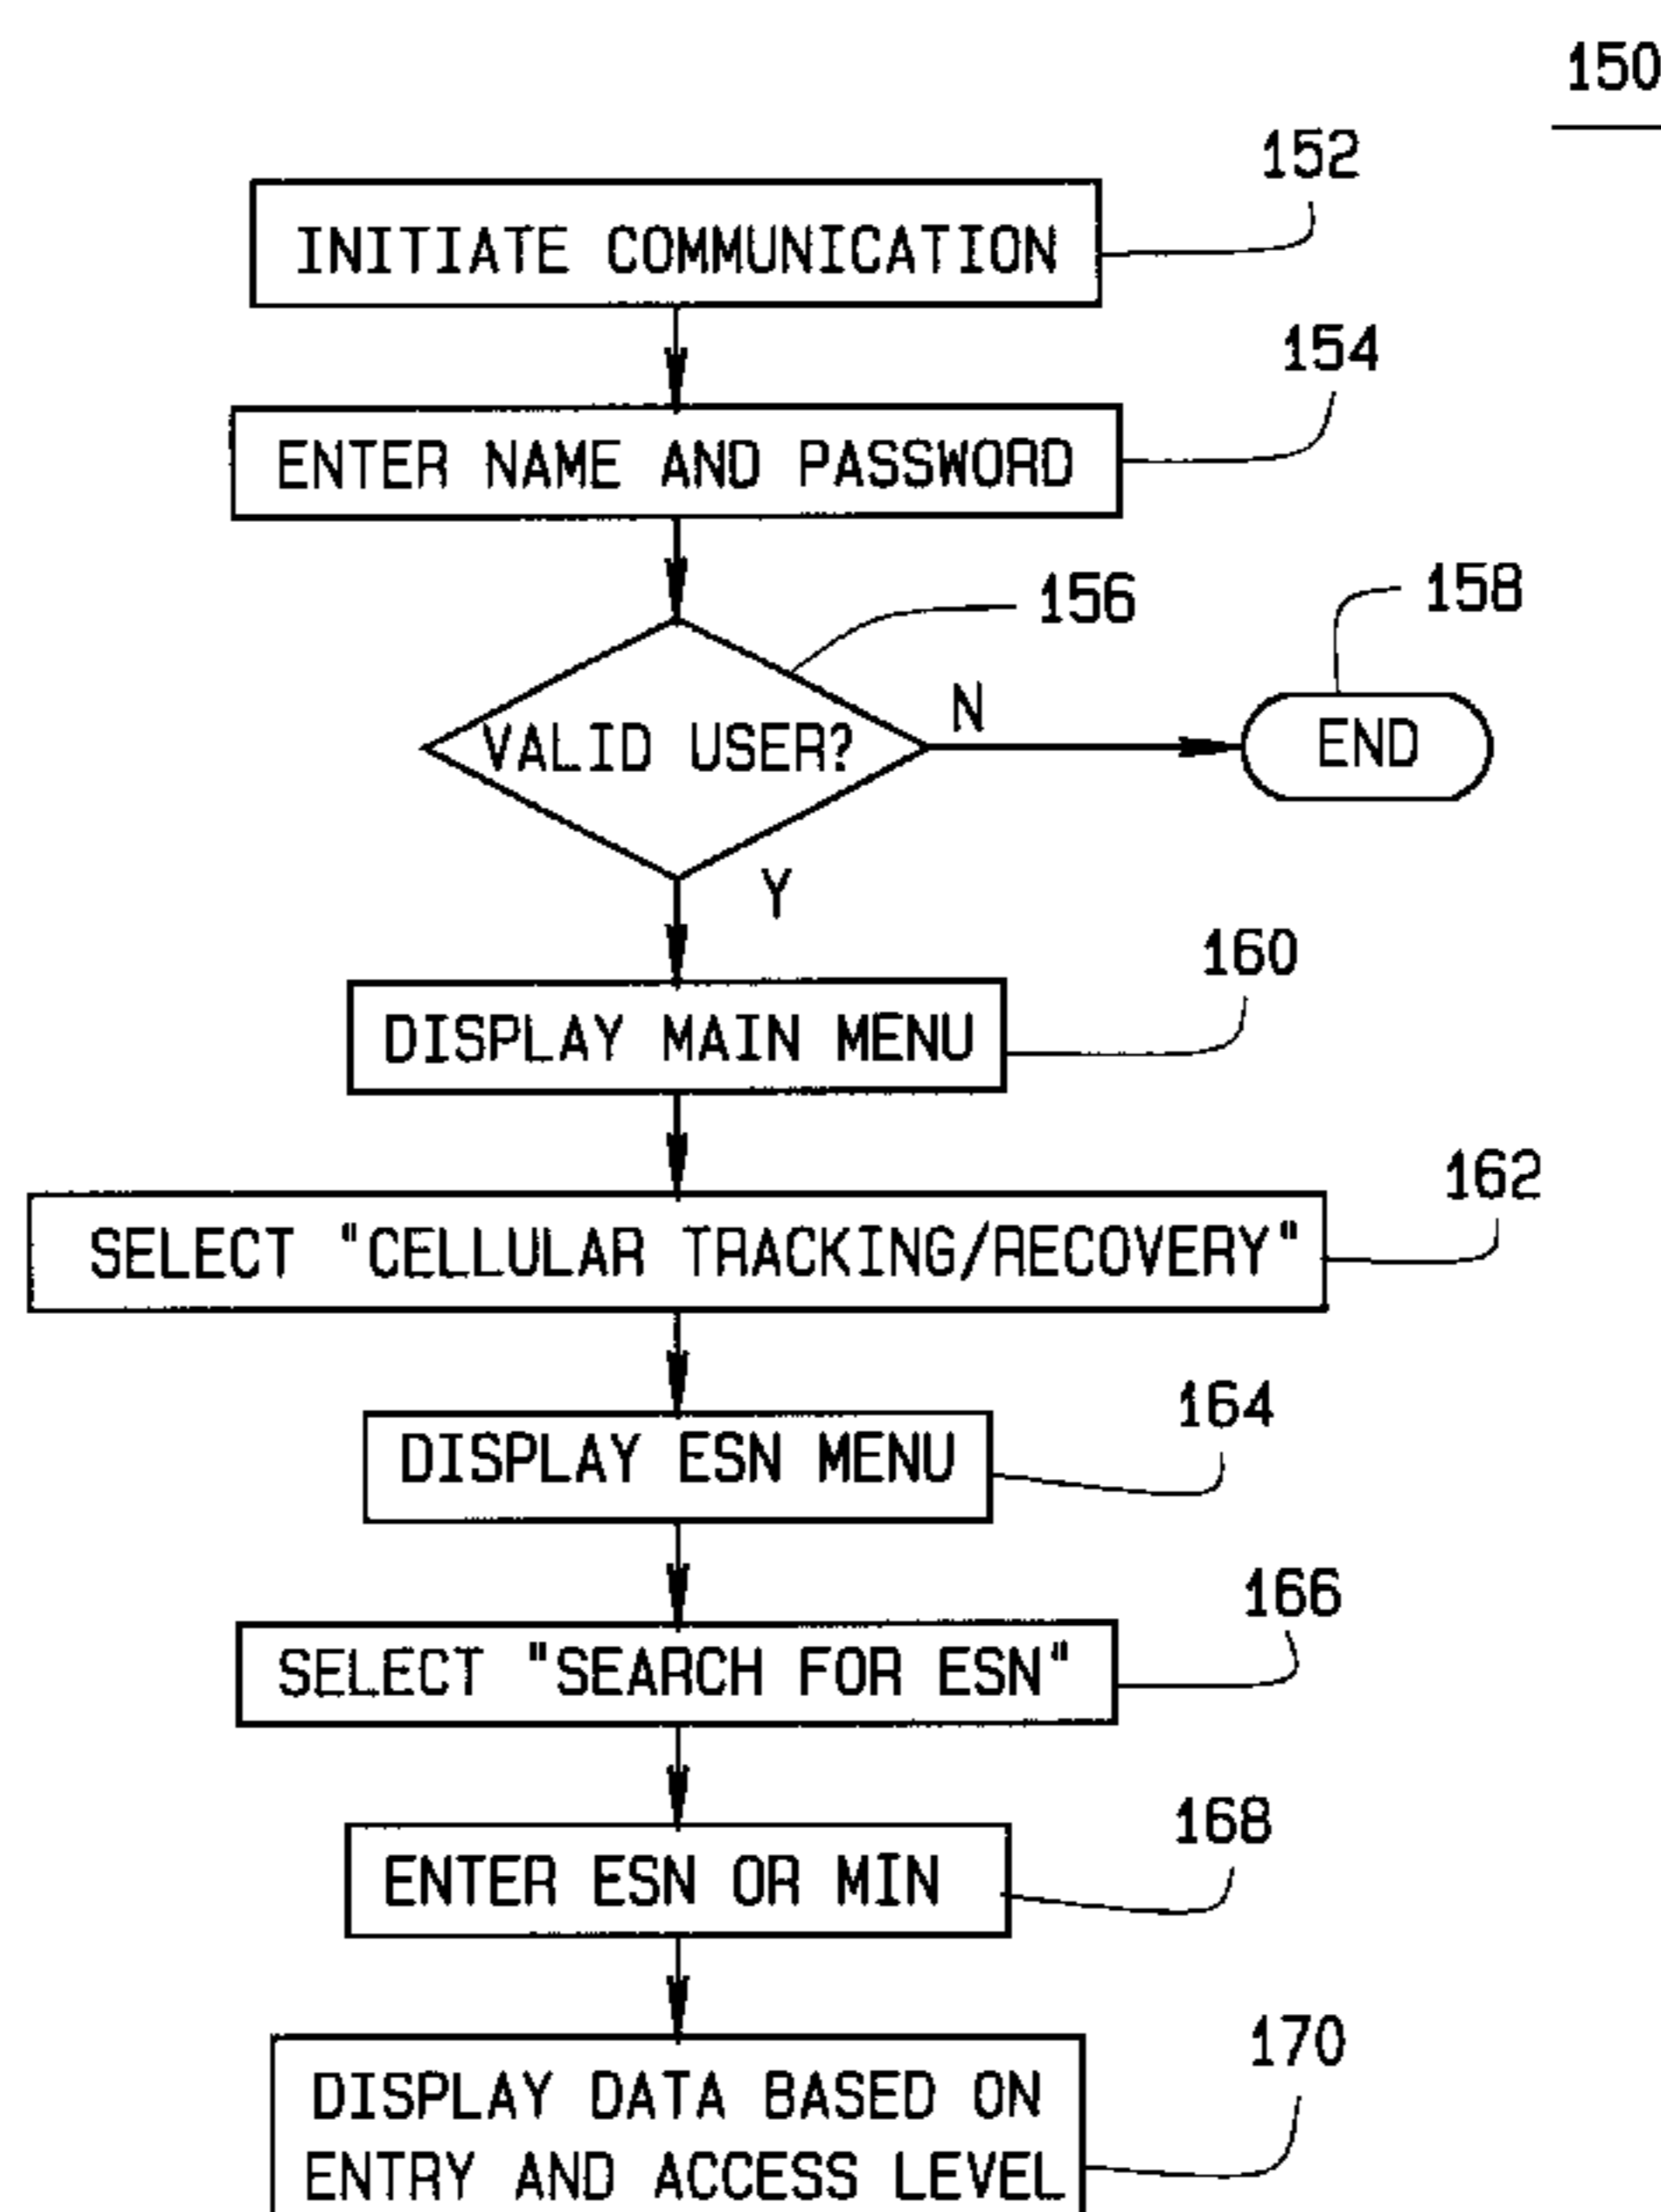 150
152
INITIATE COMMUNICATION
154
ENTER NAME AND PASSWORD
156
158
VALID USER?
N
END
Y
160
DISPLAY MAIN MENU
162
SELECT "CELLULAR TRACKING/RECOVERY"
164
DISPLAY ESN MENU
166
SELECT "SEARCH FOR ESN"
168
ENTER ESN OR MIN
170
DISPLAY DATA BASED ON
ENTRY AND ACCESS LEVEL